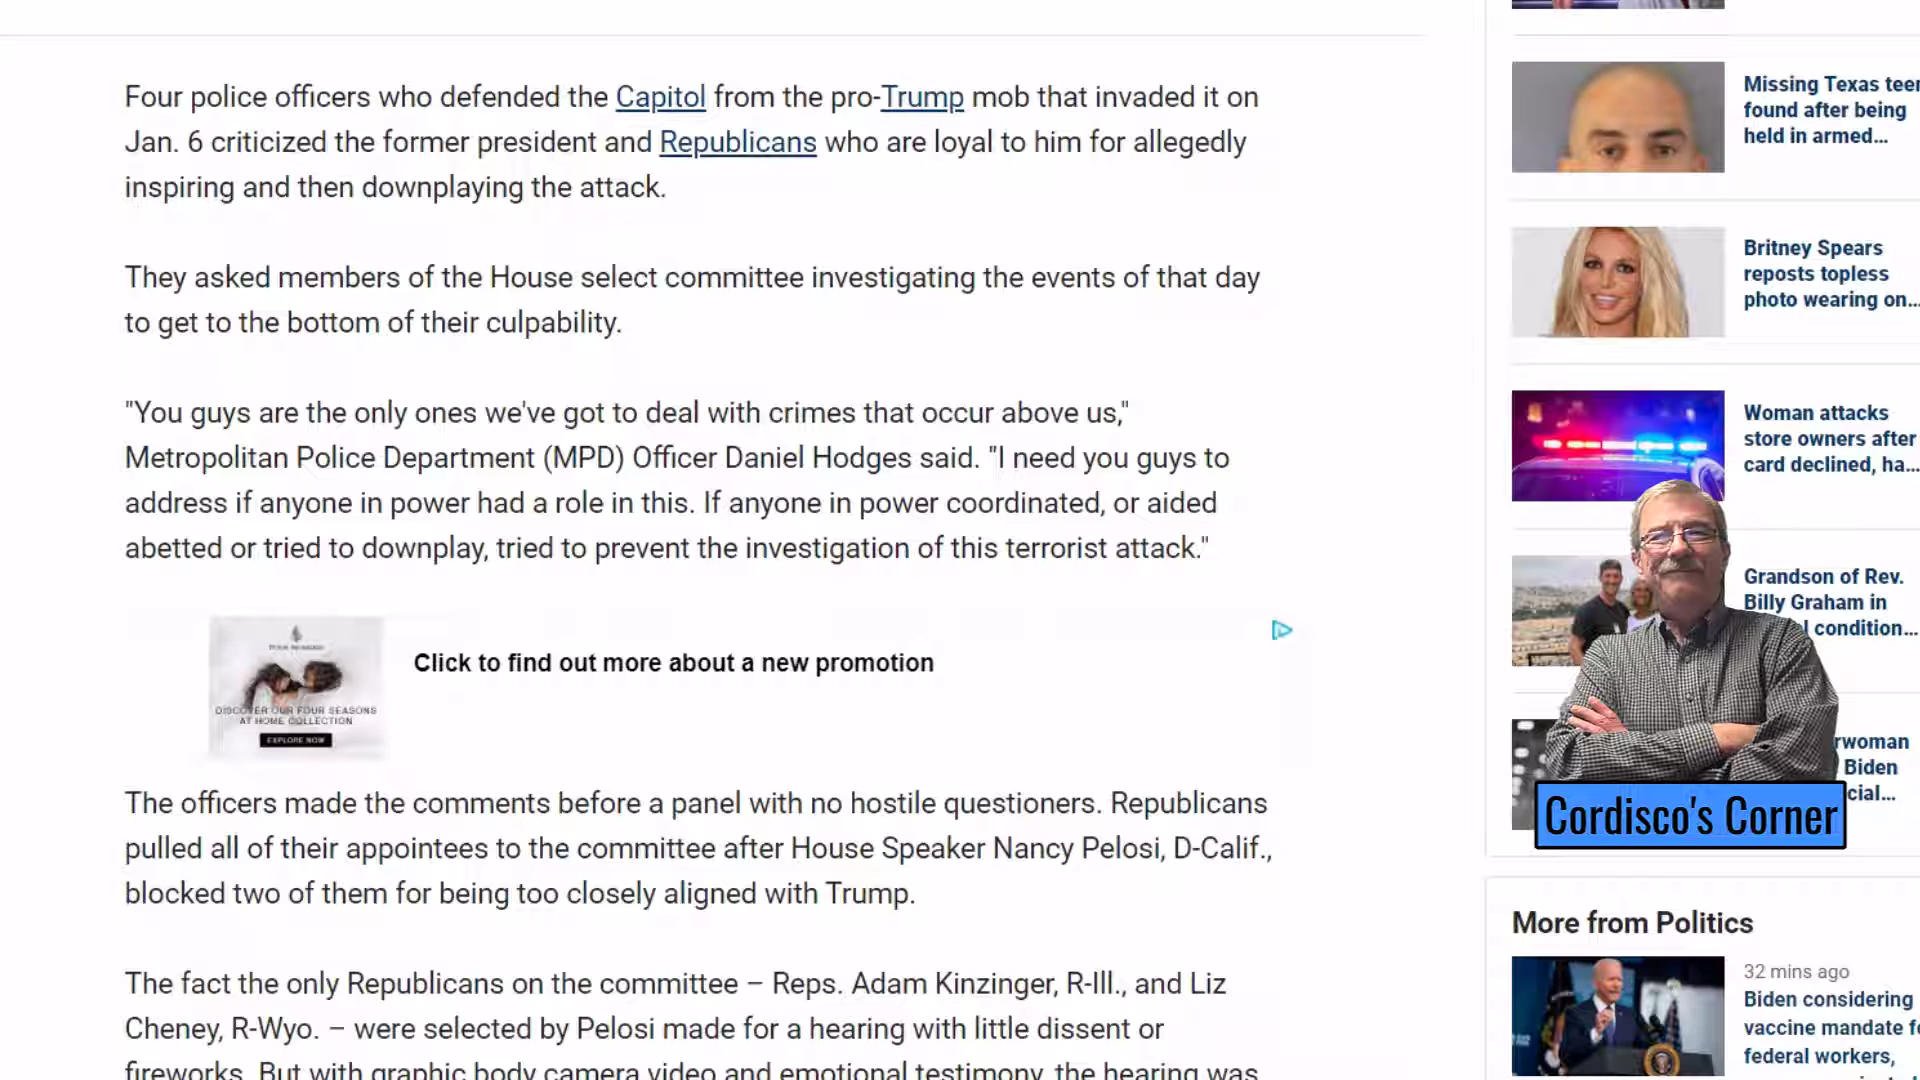 Four police officers who defended the Capitol from the pro-Trump mob that invaded it on
Jan. 6 criticized the former president and Republicans who are loyal to him for allegedly
inspiring and then downplaying the attack.
They asked members of the House select committee investigating the events of that day
to get to the bottom of their culpability.
"You guys are the only ones we've got to deal with crimes that occur above us,"
Metropolitan Police Department (MPD) Officer Daniel Hodges said. "I need you guys to
address if anyone in power had a role in this. If anyone in power coordinated, or aided
abetted or tried to downplay, tried to prevent the investigation of this terrorist attack."
DISCOVER OUR FOUR SEASONS
AT HOME COLLECTION
EXPLORE NOW
Click to find out more about a new promotion
The officers made the comments before a panel with no hostile questioners. Republicans
pulled all of their appointees to the committee after House Speaker Nancy Pelosi, D-Calif.,
blocked two of them for being too closely aligned with Trump.
The fact the only Republicans on the committee – Reps. Adam Kinzinger, R-Ill., and Liz
Cheney, R-Wyo. – were selected by Pelosi made for a hearing with little dissent or
fireworks. But with graphic body camera video and emotional testimony, the hearing was
Missing Texas teen
found after being
held in armed...
Britney Spears
reposts topless
photo wearing on...
Woman attacks
store owners after
card declined, ha...
Grandson of Rev.
Billy Graham in
condition...
rwoman
Biden
cial...
Cordisco's Corner
More from Politics
32 mins ago
Biden considering
vaccine mandate
federal workers,